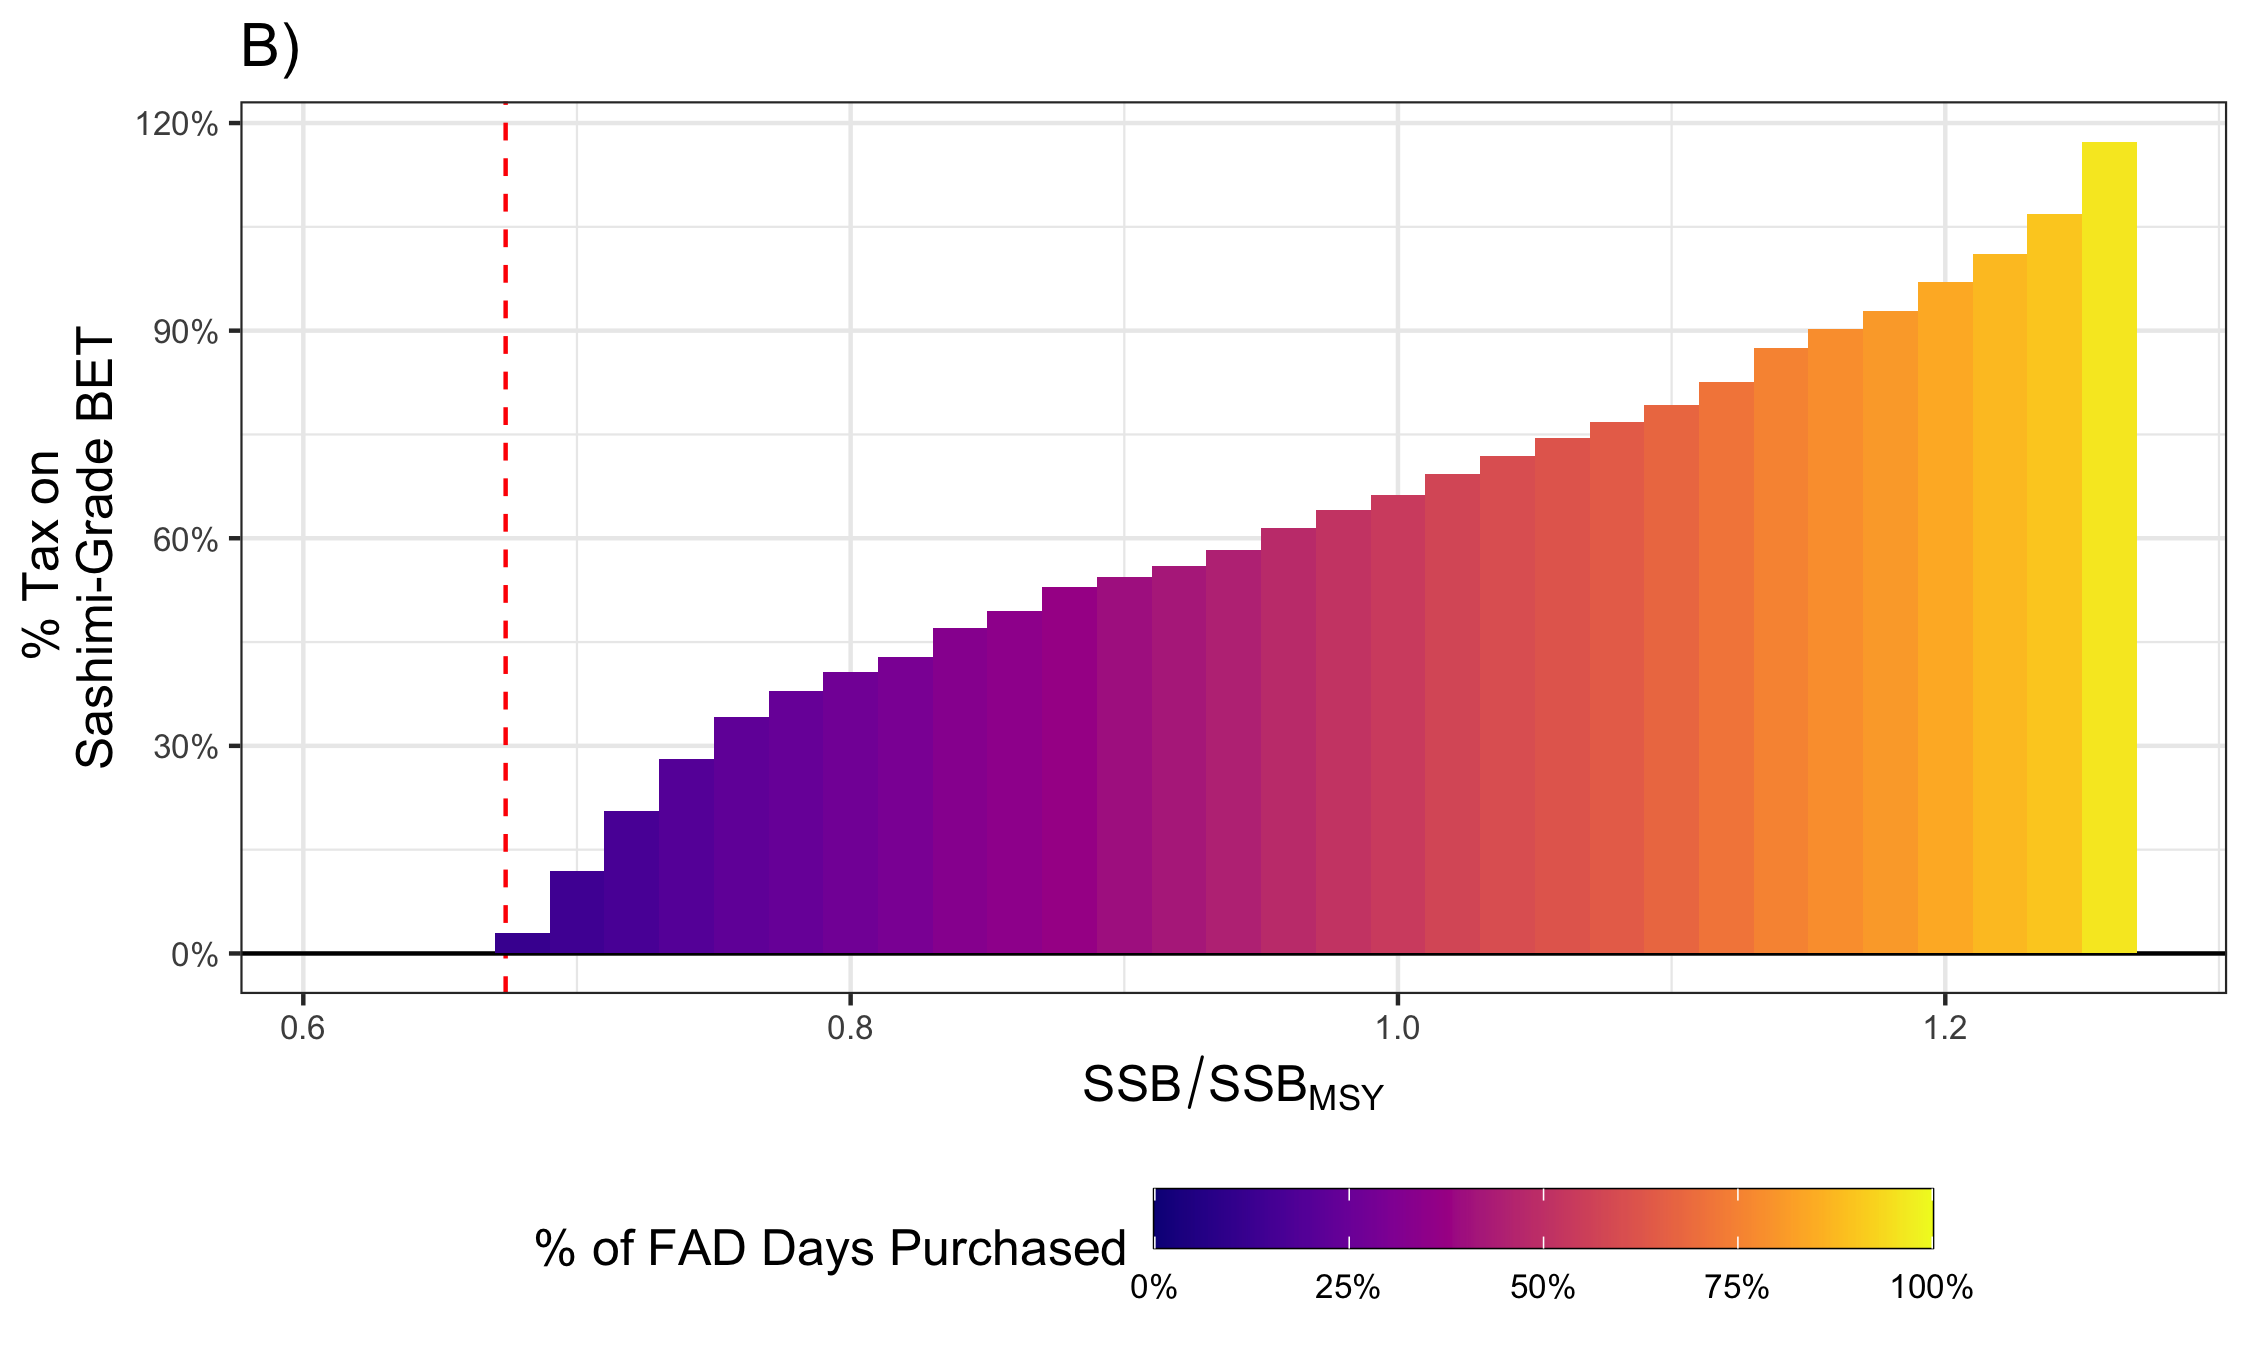 B)
120%
90%
60%
30%
0%
% Tax on
Sashimi-Grade BET
0.6 0.8 1.0 1.2
SSB/SSBMSY
% of FAD Days Purchased
0% 25% 50% 75% 100%